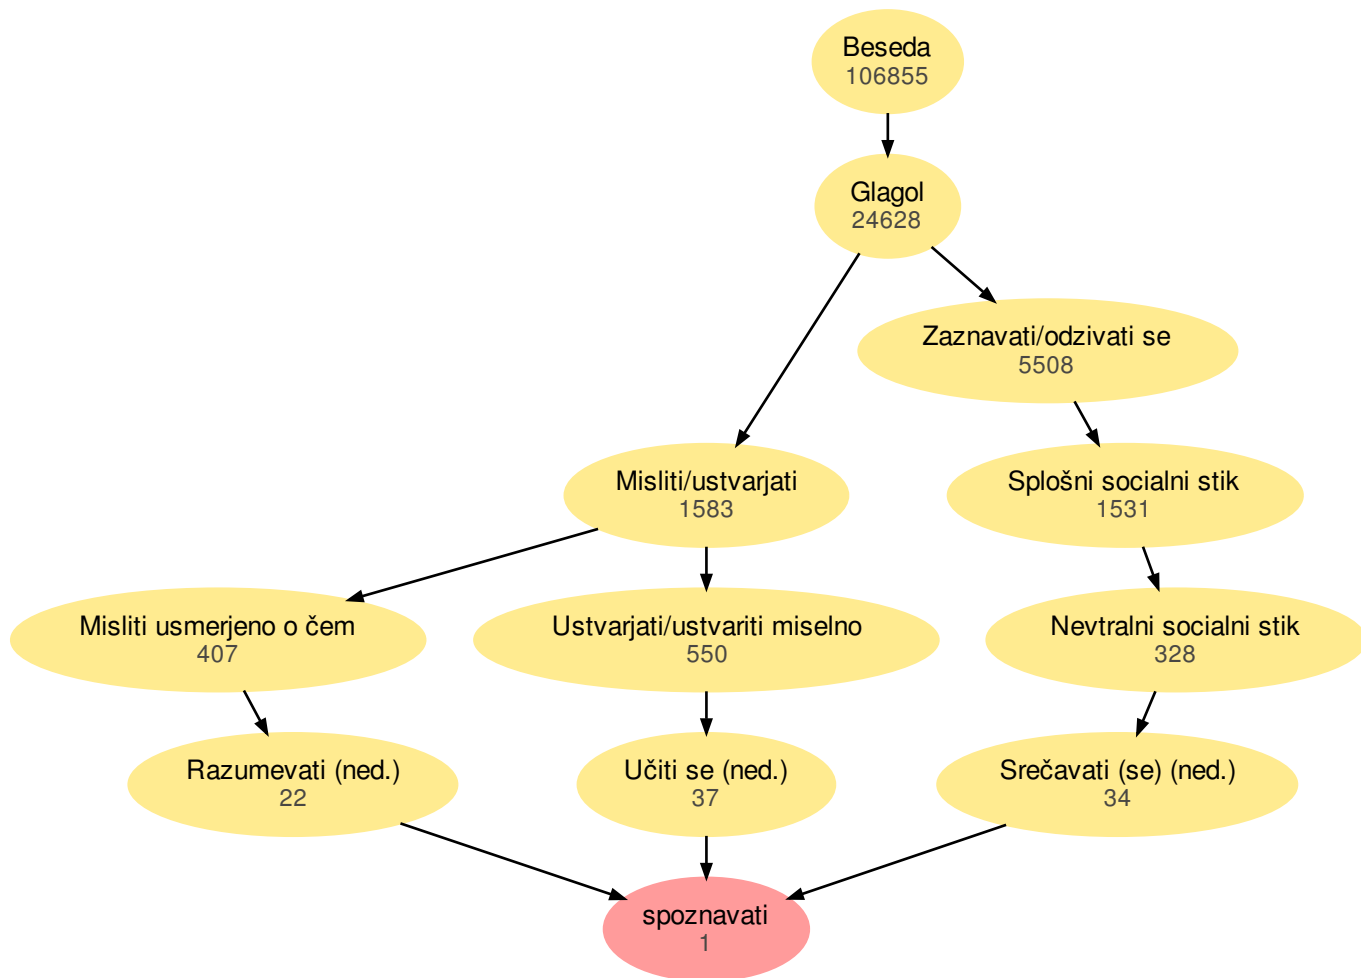 Beseda
106855
Glagol
24628
Zaznavati/odzivati se
5508
Misliti/ustvarjati
1583
Splošni socialni stik
1531
Misliti usmerjeno o čem
407
Ustvarjati/ustvariti miselno
550
Nevtralni socialni stik
328
Razumevati (ned.)
22
Učiti se (ned.)
37
Srečavati (se) (ned.)
34
spoznavati
1